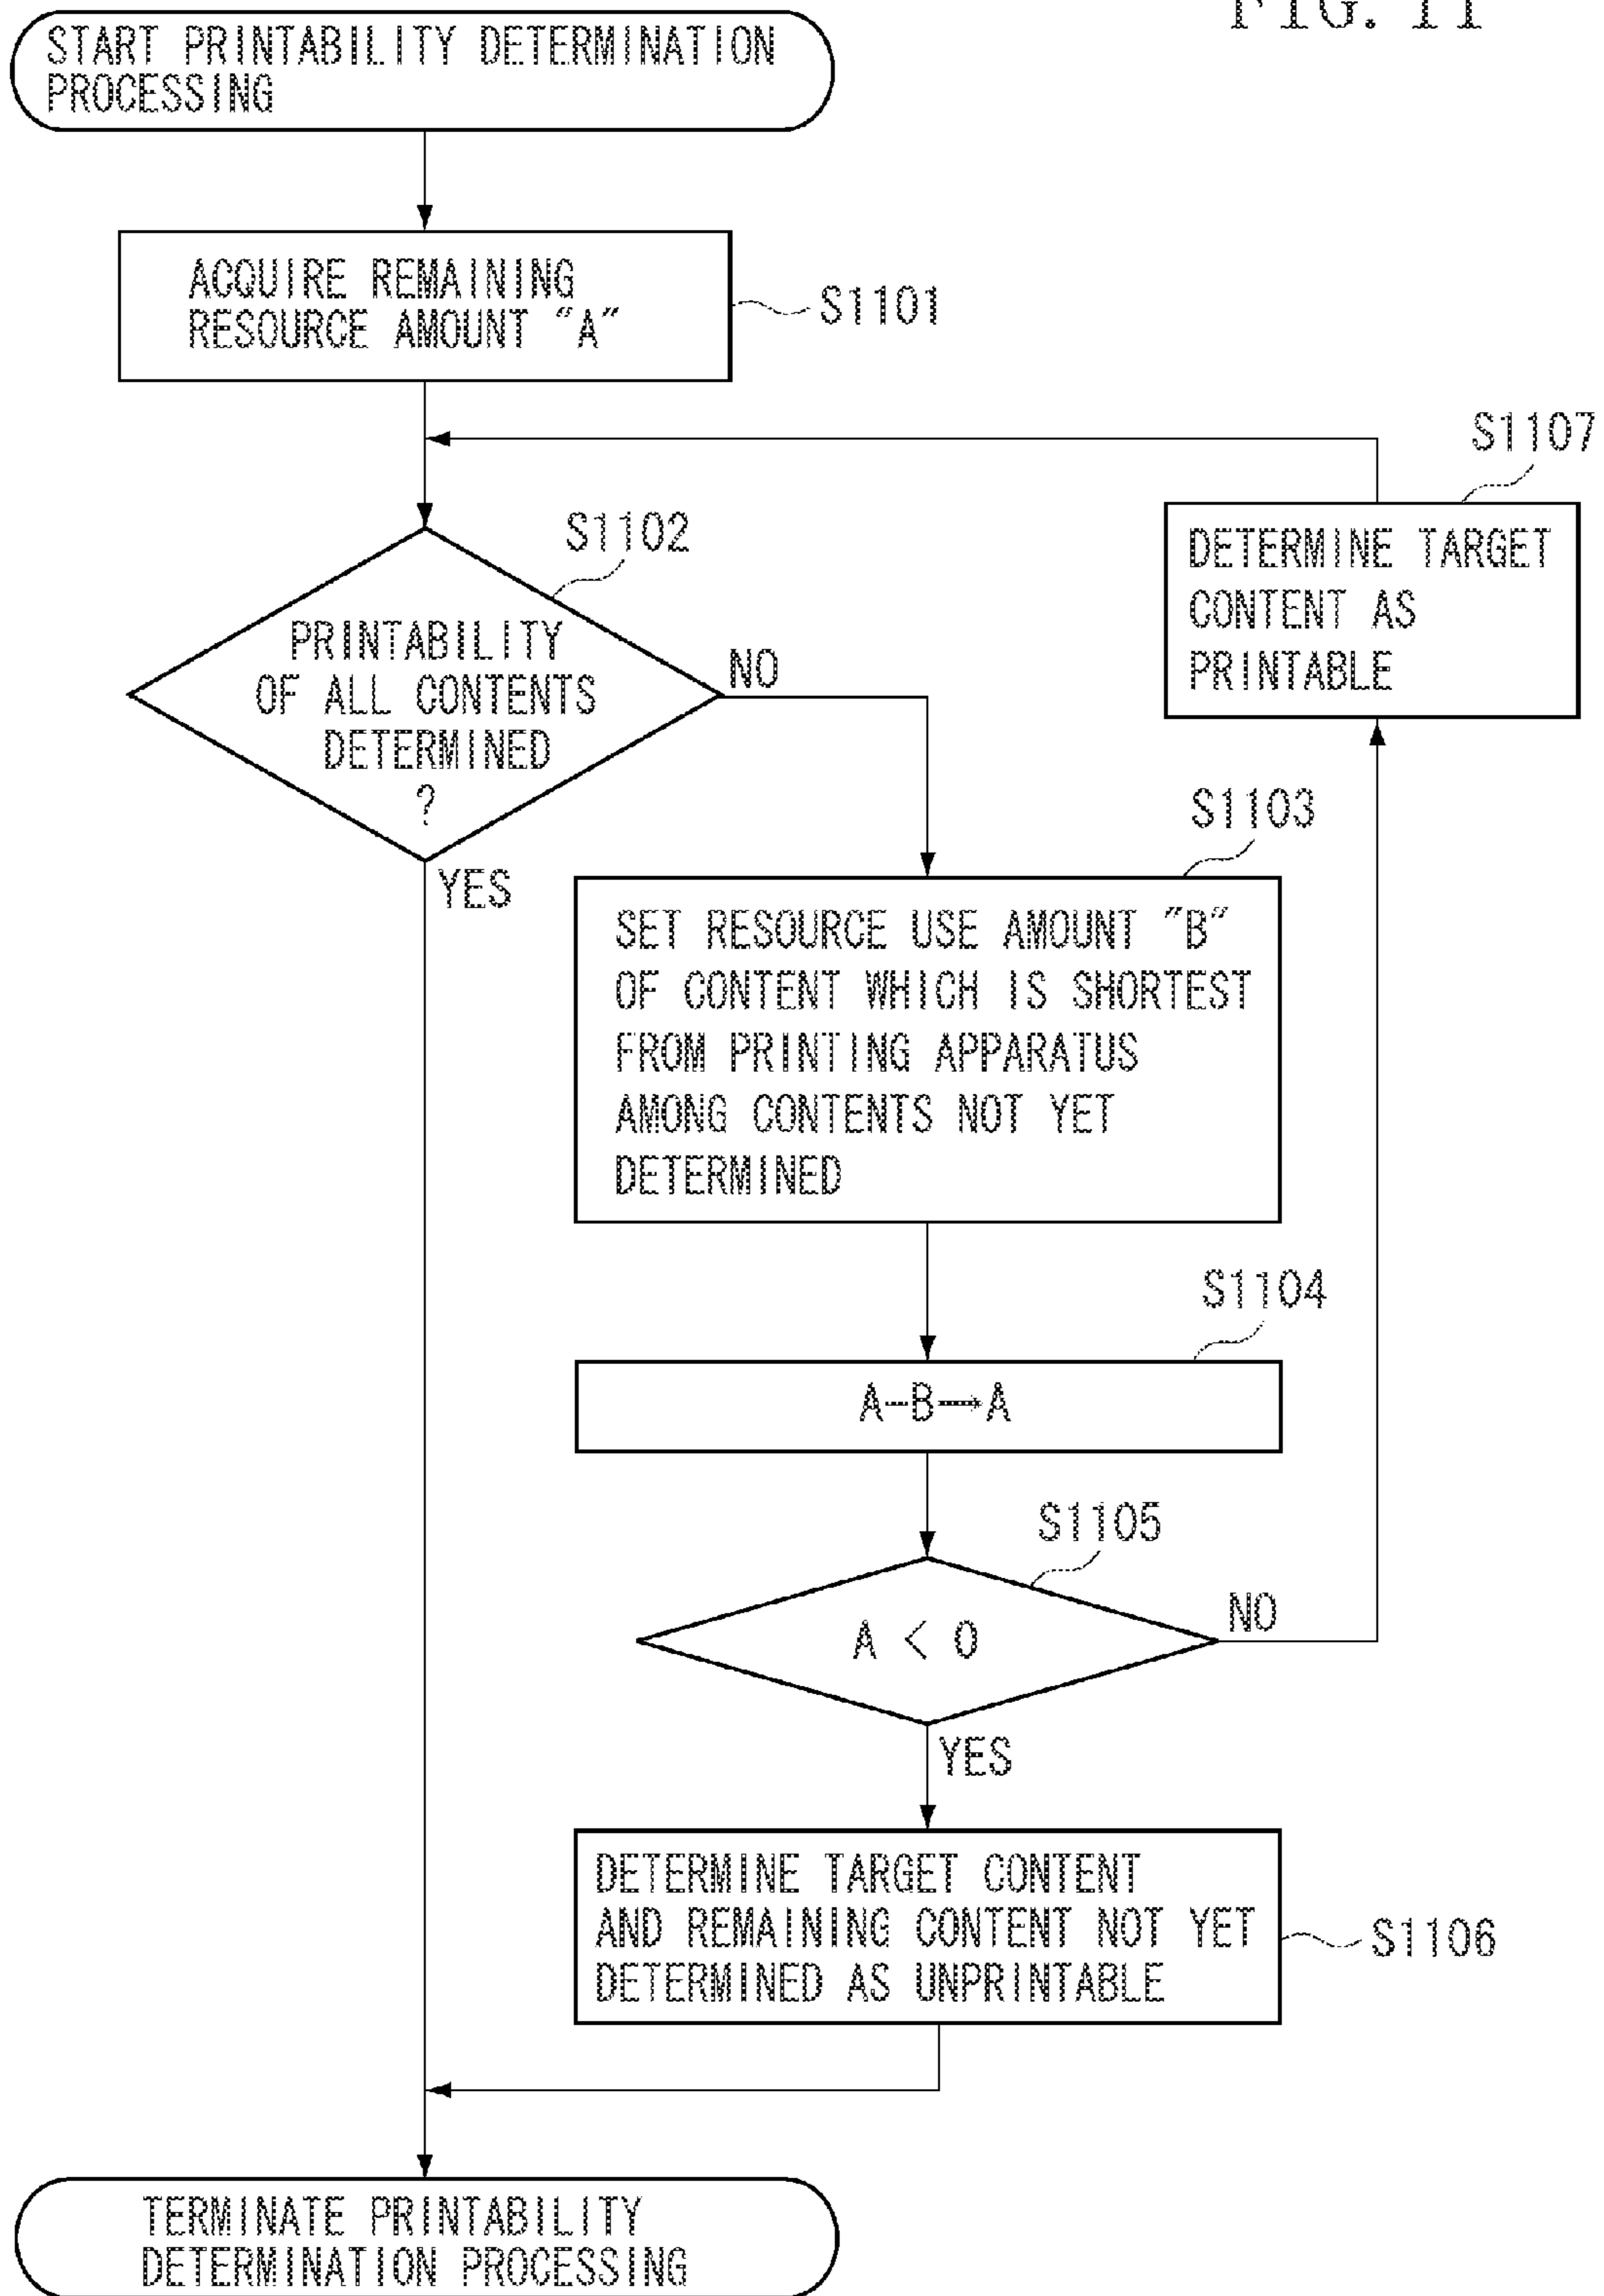 FIG. 11
START PRINTABILITY DETERMINATION
PROCESSING
ACQUIRE REMAINING
RESOURCE AMOUNT "A"
S1101
S1107
DETERMINE TARGET
CONTENT AS
PRINTABLE
S1102
PRINTABILITY
OF ALL CONTENTS
DETERMINED
?
NO
YES
S1103
SET RESOURCE USE AMOUNT "B"
OF CONTENT WHICH IS SHORTEST
FROM PRINTING APPARATUS
AMONG CONTENTS NOT YET
DETERMINED
S1104
A-B→A
S1105
A < 0
NO
YES
DETERMINE TARGET CONTENT
AND REMAINING CONTENT NOT YET
DETERMINED AS UNPRINTABLE
S1106
TERMINATE PRINTABILITY
DETERMINATION PROCESSING